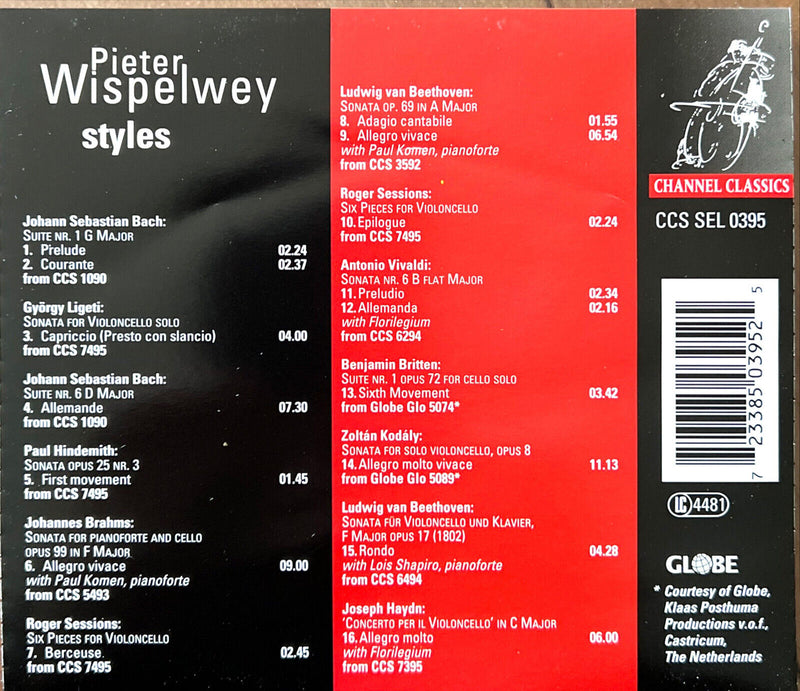 Pieter
Wispelwey
styles
Johann Sebastian Bach:
SUITE NR. 1 G MAJOR
1. Prelude 02.24
2. Courante 02.37
from CCS 1090
György Ligeti:
SONATA FOR VIOLONCELLO SOLO
3. Capriccio (Presto con slancio) 04.00
from CCS 7495
Johann Sebastian Bach:
SUITE NR. 6 D MAJOR
4. Allemande 07.30
from CCS 1090
Paul Hindemith:
SONATA OPUS 25 NR. 3
5. First movement 01.45
from CCS 7495
Johannes Brahms:
SONATA FOR PIANOFORTE AND CELLO
OPUS 99 IN F MAJOR
6. Allegro vivace 09.00
with Paul Komen, pianoforte
from CCS 5493
Roger Sessions:
SIX PIECES FOR VIOLONCELLO
7. Berceuse 02.45
from CCS 7495
Ludwig van Beethoven:
SONATA OP. 69 IN A MAJOR
8. Adagio cantabile 01.55
9. Allegro vivace 06.54
with Paul Komen, pianoforte
from CCS 3592
Roger Sessions:
SIX PIECES FOR VIOLONCELLO
10. Epilogue 02.24
from CCS 7495
Antonio Vivaldi:
SONATA NR. 6 B FLAT MAJOR
11. Preludio 02.34
12. Allemanda 02.16
with Florilegium
from CCS 6294
Benjamin Britten:
SUITE NR. 1 OPUS 72 FOR CELLO SOLO
13. Sixth Movement 03.42
from Globe Glo 5074*
Zoltán Kodály:
SONATA FOR SOLO VIOLONCELLO, OPUS 8
14. Allegro molto vivace 11.13
from Globe Glo 5089*
Ludwig van Beethoven:
SONATA FÜR VIOLONCELLO UND KLAVIER,
F MAJOR OPUS 17 (1802)
15. Rondo 04.28
with Lois Shapiro, pianoforte
from CCS 6494
Joseph Haydn:
'CONCERTO PER IL VIOLONCELLO' IN C MAJOR
16. Allegro molto 06.00
with Florilegium
from CCS 7395
CHANNEL CLASSICS
CCS SEL 0395
7 23385 03952 5
LC 4481
GLOBE
* Courtesy of Globe,
Klaas Posthuma
Productions v.o.f.,
Castricum,
The Netherlands